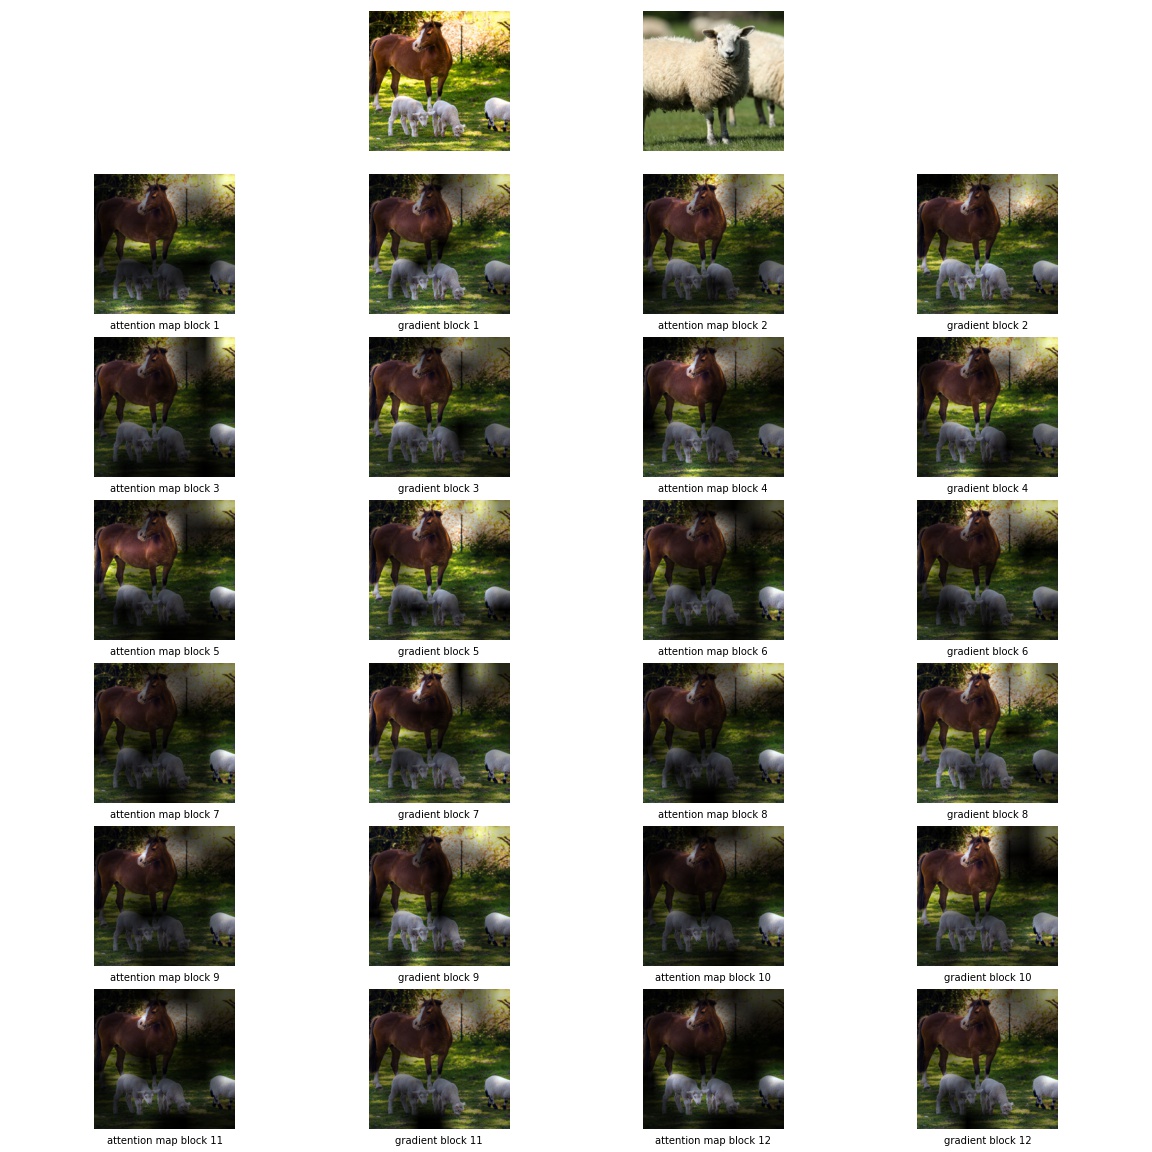 attention map block 1
gradient block 1
attention map block 2
gradient block 2
attention map block 3
gradient block 3
attention map block 4
gradient block 4
attention map block 5
gradient block 5
attention map block 6
gradient block 6
attention map block 7
gradient block 7
attention map block 8
gradient block 8
attention map block 9
gradient block 9
attention map block 10
gradient block 10
attention map block 11
gradient block 11
attention map block 12
gradient block 12